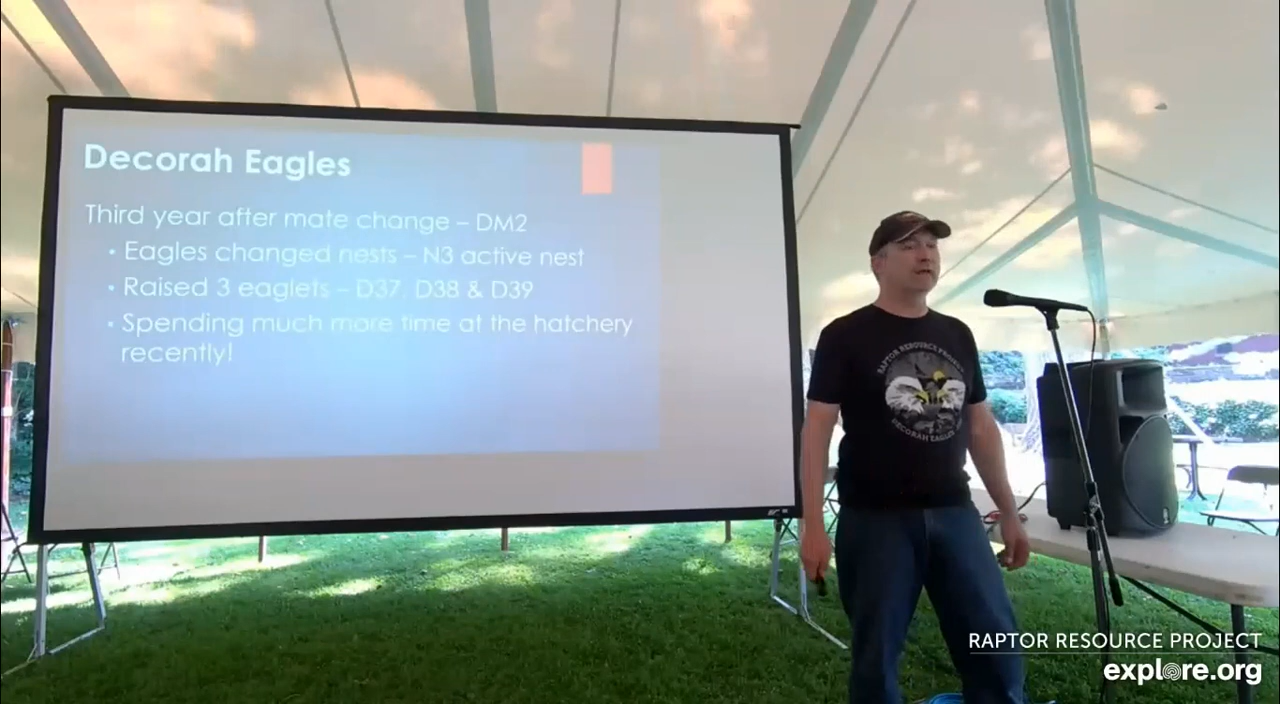 Decorah Eagles
Third year after mate change – DM2
• Eagles changed nests – N3 active nest
• Raised 3 eaglets – D37, D38 & D39
• Spending much more time at the hatchery
recently!
RAPTOR RESOURCE PROJECT
DECORAH EAGLES
RAPTOR RESOURCE PROJECT
explore.org